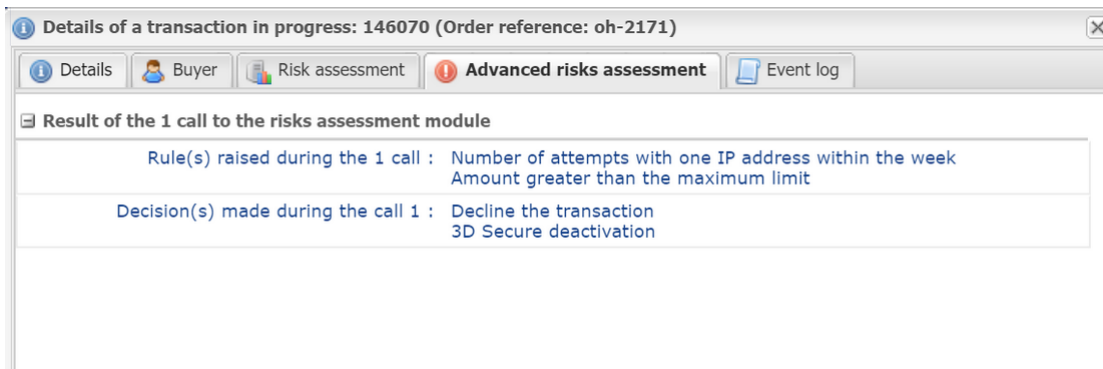 Details of a transaction in progress: 146070 (Order reference: oh-2171)
Details Buyer Risk assessment Advanced risks assessment Event log
Result of the 1 call to the risks assessment module
Rule(s) raised during the 1 call : Number of attempts with one IP address within the week
Amount greater than the maximum limit
Decision(s) made during the call 1 : Decline the transaction
3D Secure deactivation